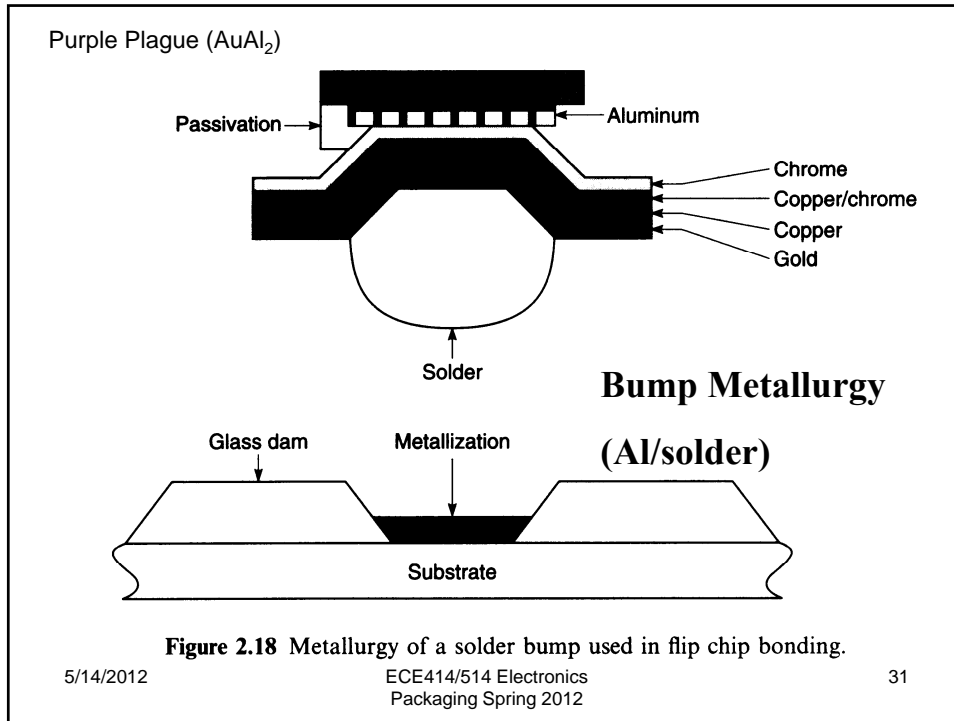 Purple Plague (AuAl₂)
Passivation
Aluminum
Chrome
Copper/chrome
Copper
Gold
Solder
Bump Metallurgy
(Al/solder)
Glass dam
Metallization
Substrate
Figure 2.18 Metallurgy of a solder bump used in flip chip bonding.
5/14/2012
ECE414/514 Electronics
Packaging Spring 2012
31